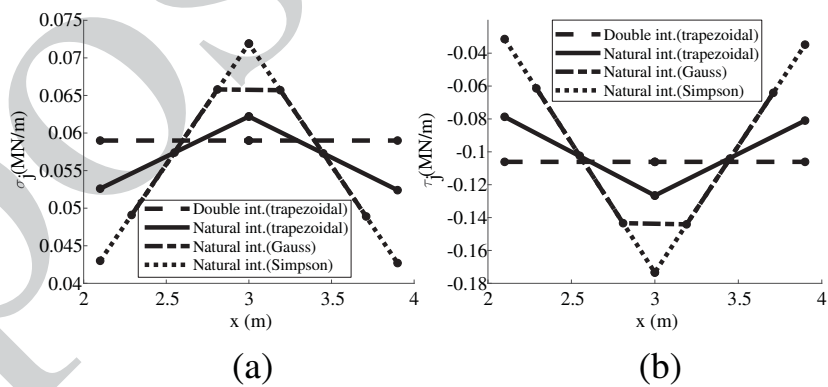 0.075
0.07
0.065
0.06
0.055
0.05
0.045
0.04
σj(MN/m)
2
2.5
3
3.5
4
x (m)
Double int.(trapezoidal)
Natural int.(trapezoidal)
Natural int.(Gauss)
Natural int.(Simpson)
(a)
-0.04
-0.06
-0.08
-0.1
-0.12
-0.14
-0.16
-0.18
τj(MN/m)
2
2.5
3
3.5
4
x (m)
Double int.(trapezoidal)
Natural int.(trapezoidal)
Natural int.(Gauss)
Natural int.(Simpson)
(b)